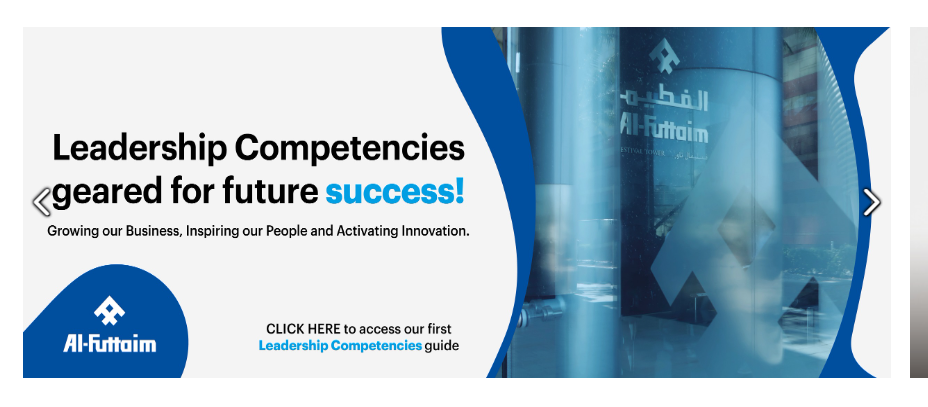 Leadership Competencies
geared for future success!
Growing our Business, Inspiring our People and Activating Innovation.
Al-Futtaim
CLICK HERE to access our first
Leadership Competencies guide
الفطيم
Al-Futtaim